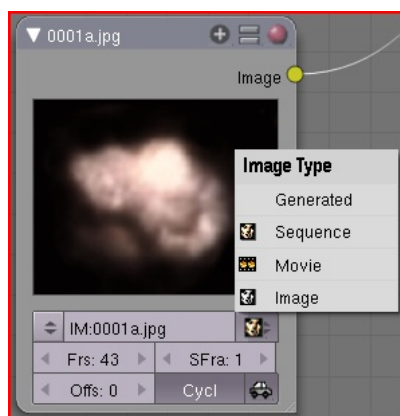 0001a.jpg
Image
Image Type
Generated
Sequence
Movie
Image
IM:0001a.jpg
Frs: 43
SFra: 1
Offs: 0
Cycl